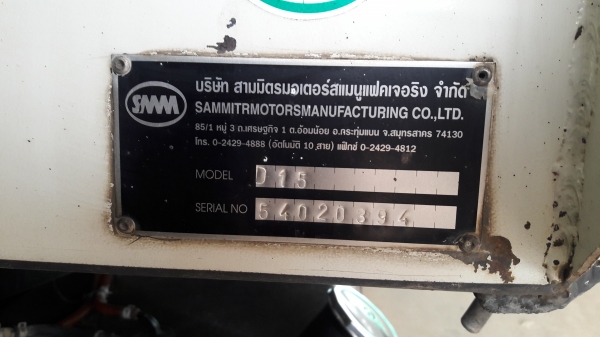 SMM
บริษัท สามมิตรมอเตอร์สแมนูแฟคเจอริง จำกัด
SAMMITRMOTORSMANUFACTURING CO.,LTD.
85/1 หมู่ 3 ถ.เศรษฐกิจ 1 ต.อ้อมน้อย อ.กระทุ่มแบน จ.สมุทรสาคร 74130
โทร. 0-2429-4888 (อัตโนมัติ 10 สาย) แฟ็กซ์ 0-2429-4812
MODEL D15
SERIAL NO 54020394